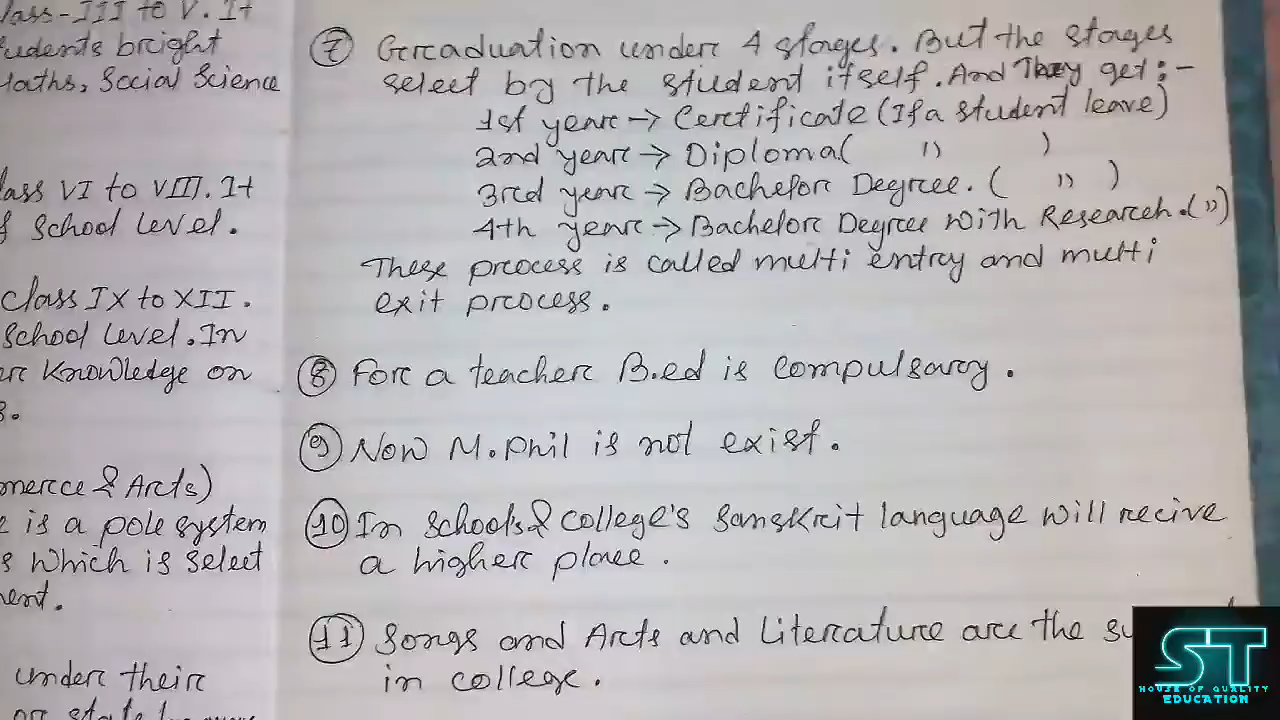 lass-III to V. It
udents bright
Maths, Social Science
lass VI to VIII. It
f School Level.
class IX to XII.
School Level. In
Knowledge on
merce & Arts)
is a pole system
s which is select
ment.
under their
or state
⑦ Graduation under 4 stages. But the stages
select by the student itself. And They get :-
1st year → Certificate (If a student leave)
2nd year → Diploma ( " )
3rd year → Bachelor Degree. ( " )
4th year → Bachelor Degree with Research. ( " )
These process is called multi entry and multi
exit process.
⑧ For a teacher B.ed is compulsary.
⑨ Now M.phil is not exist.
⑩ In School's & College's Sanskrit language will recive
a higher place.
⑪ Songs and Arts and Literature are the
in college.
ST
HOUSE OF QUALITY
EDUCATION